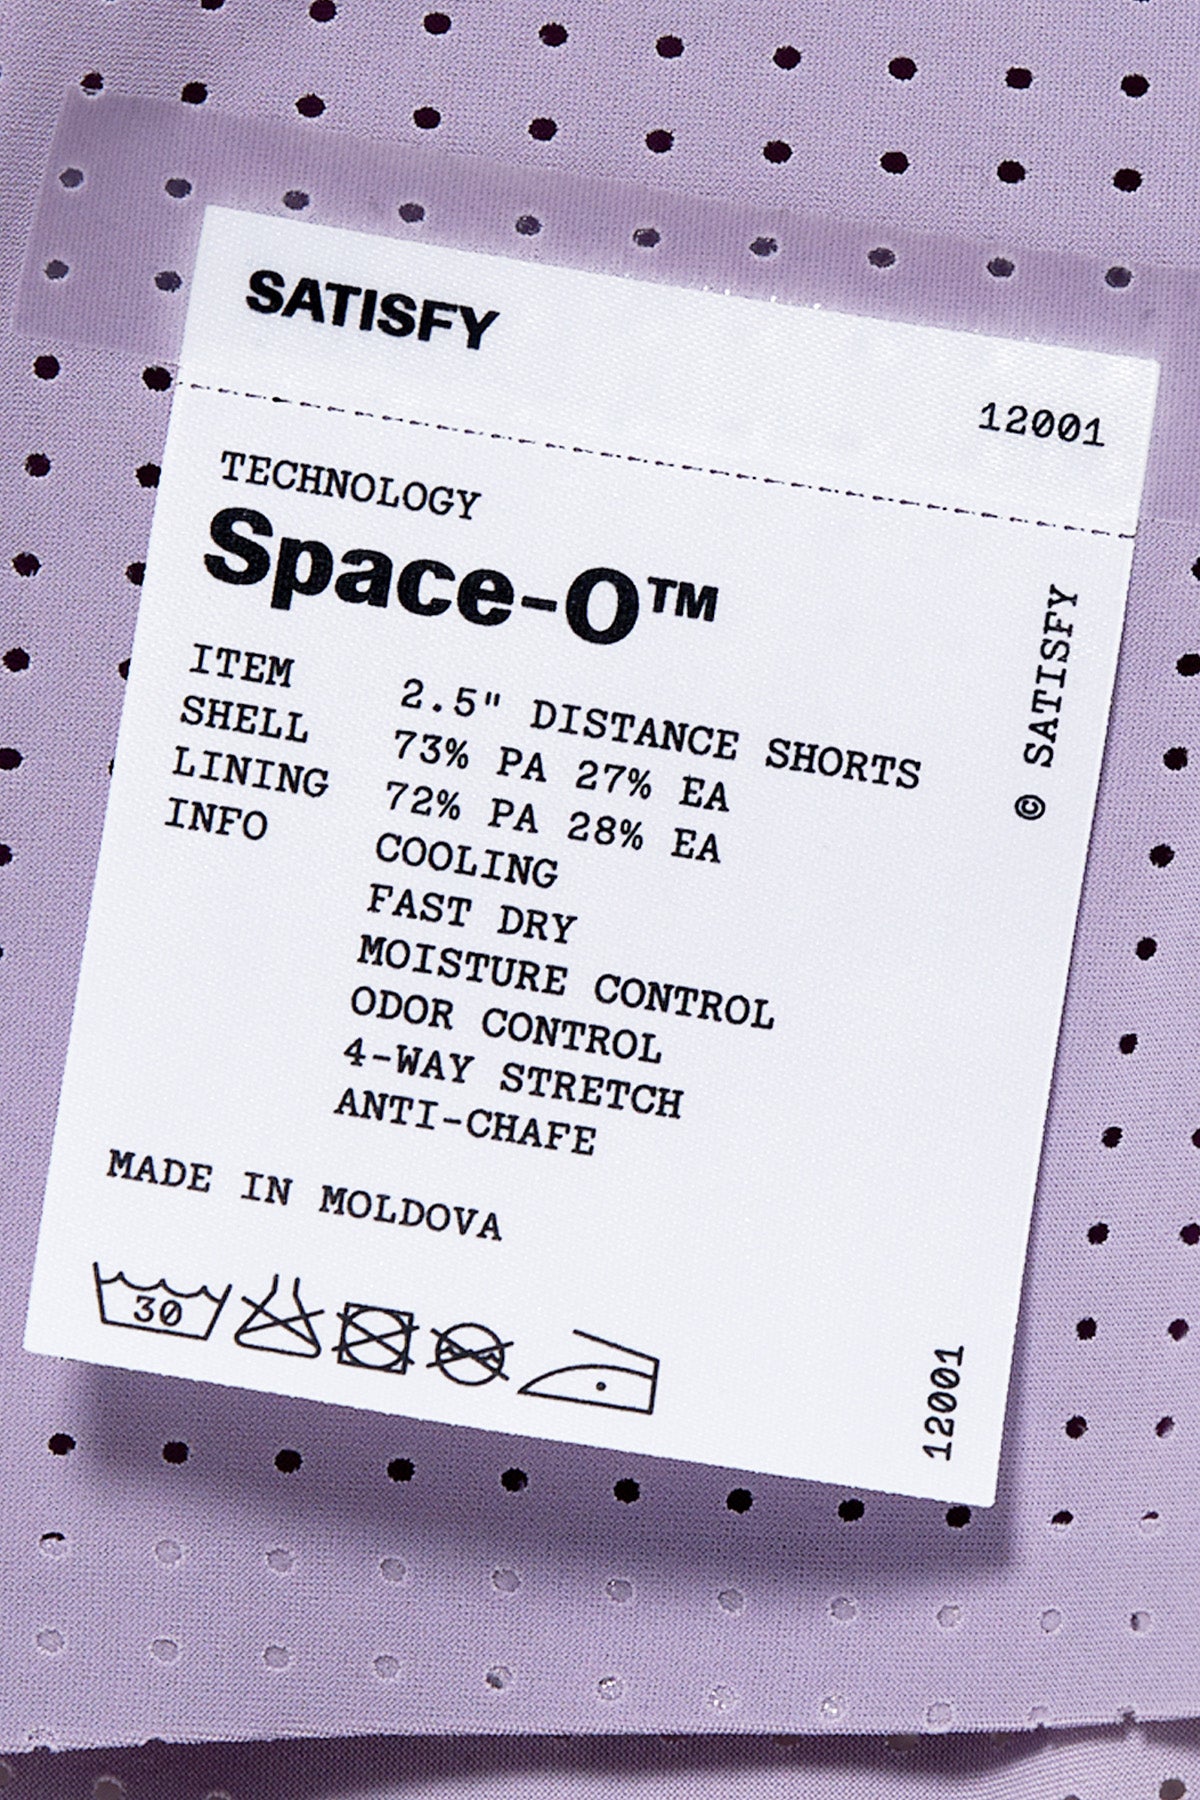 SATISFY
12001
TECHNOLOGY
Space-O™
ITEM 2.5" DISTANCE SHORTS
SHELL 73% PA 27% EA
LINING 72% PA 28% EA
INFO COOLING
FAST DRY
MOISTURE CONTROL
ODOR CONTROL
4-WAY STRETCH
ANTI-CHAFE
© SATISFY
MADE IN MOLDOVA
30
12001